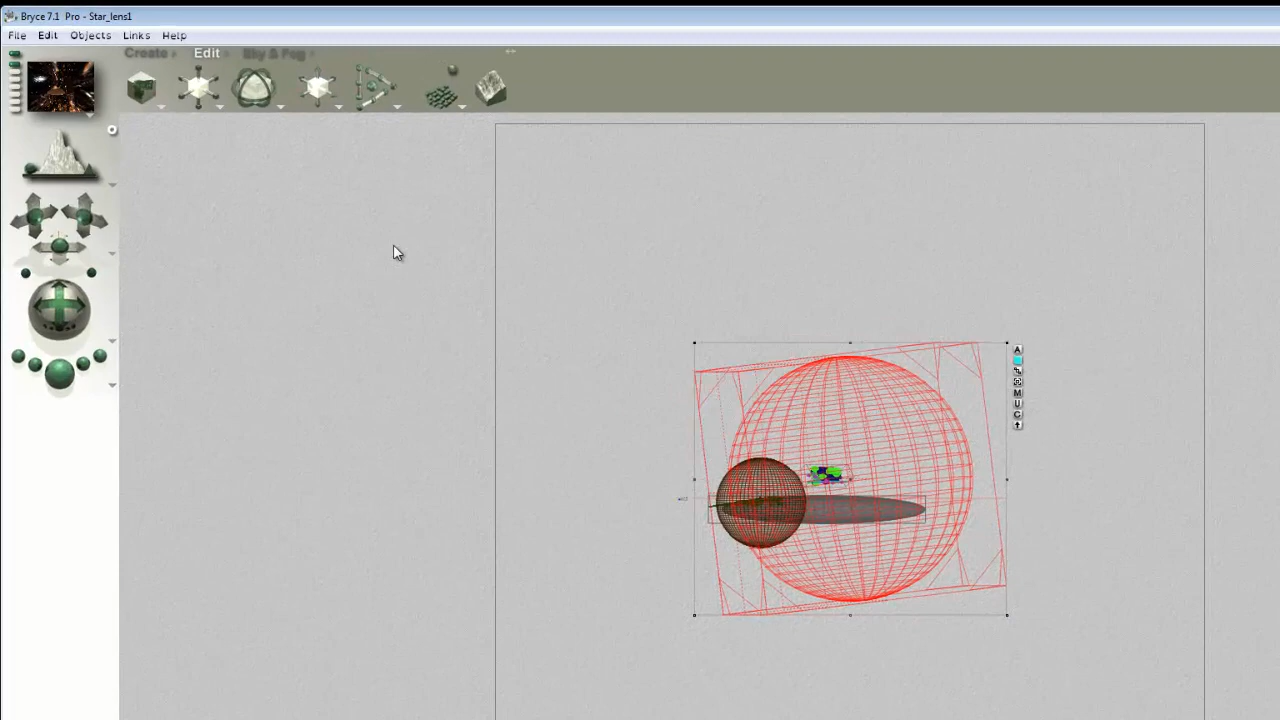 Bryce 7.1 Pro - Star_lens1
File Edit Objects Links Help
Create Edit Sky & Fog
A
M
U
C